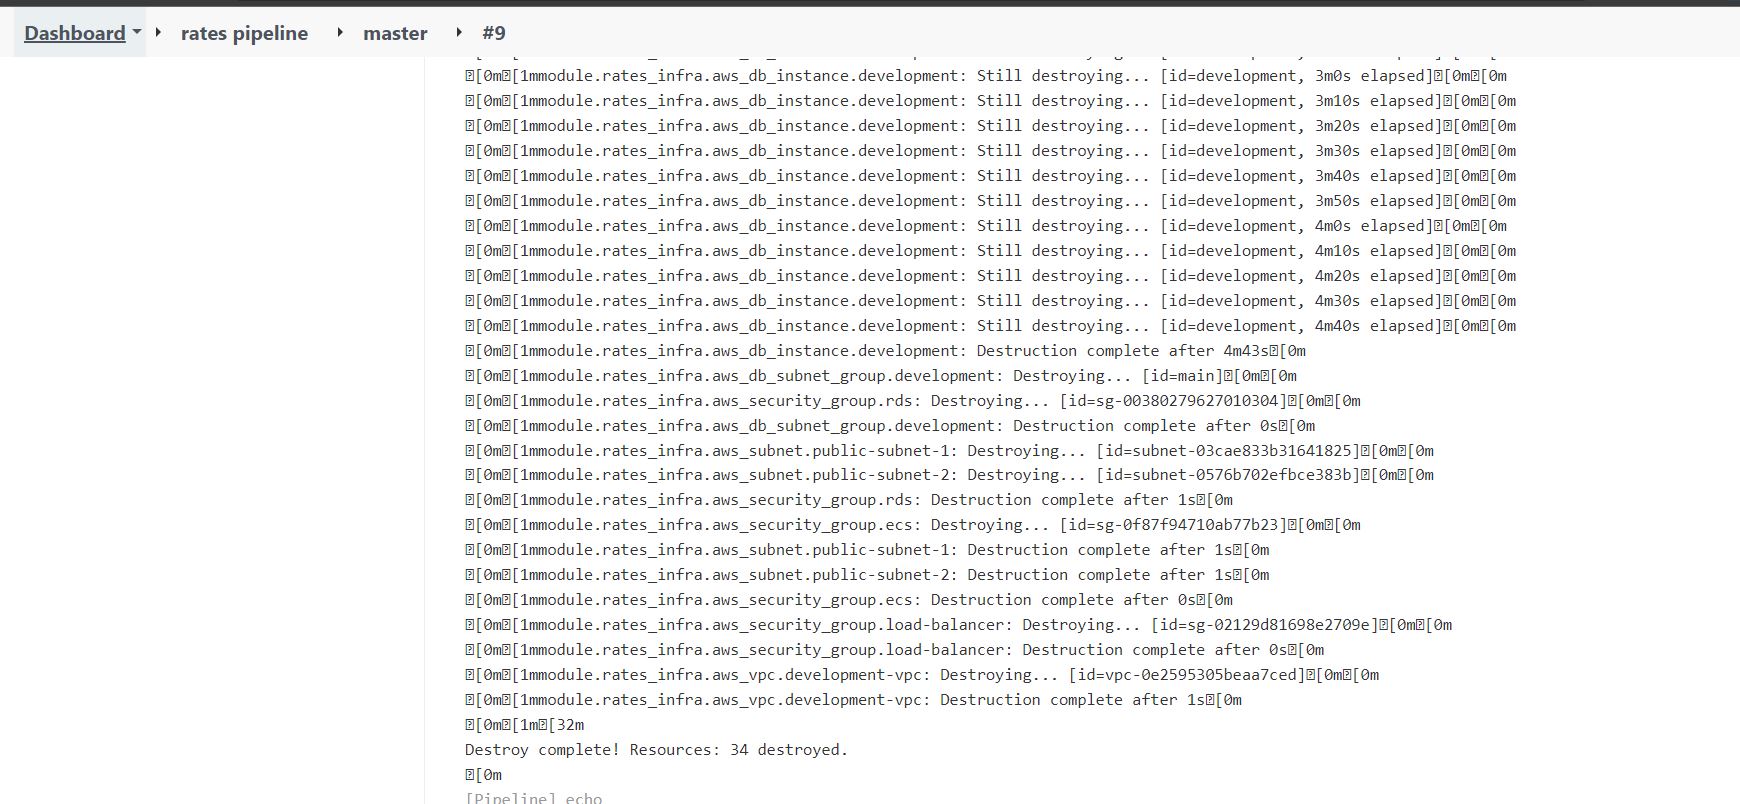 Dashboard rates pipeline master #9
[0m[1mmodule.rates_infra.aws_db_instance.development: Still destroying... [id=development, 3m0s elapsed][0m[0m
[0m[1mmodule.rates_infra.aws_db_instance.development: Still destroying... [id=development, 3m10s elapsed][0m[0m
[0m[1mmodule.rates_infra.aws_db_instance.development: Still destroying... [id=development, 3m20s elapsed][0m[0m
[0m[1mmodule.rates_infra.aws_db_instance.development: Still destroying... [id=development, 3m30s elapsed][0m[0m
[0m[1mmodule.rates_infra.aws_db_instance.development: Still destroying... [id=development, 3m40s elapsed][0m[0m
[0m[1mmodule.rates_infra.aws_db_instance.development: Still destroying... [id=development, 3m50s elapsed][0m[0m
[0m[1mmodule.rates_infra.aws_db_instance.development: Still destroying... [id=development, 4m0s elapsed][0m[0m
[0m[1mmodule.rates_infra.aws_db_instance.development: Still destroying... [id=development, 4m10s elapsed][0m[0m
[0m[1mmodule.rates_infra.aws_db_instance.development: Still destroying... [id=development, 4m20s elapsed][0m[0m
[0m[1mmodule.rates_infra.aws_db_instance.development: Still destroying... [id=development, 4m30s elapsed][0m[0m
[0m[1mmodule.rates_infra.aws_db_instance.development: Still destroying... [id=development, 4m40s elapsed][0m[0m
[0m[1mmodule.rates_infra.aws_db_instance.development: Destruction complete after 4m43s[0m
[0m[1mmodule.rates_infra.aws_db_subnet_group.development: Destroying... [id=main][0m[0m
[0m[1mmodule.rates_infra.aws_security_group.rds: Destroying... [id=sg-00380279627010304][0m[0m
[0m[1mmodule.rates_infra.aws_db_subnet_group.development: Destruction complete after 0s[0m
[0m[1mmodule.rates_infra.aws_subnet.public-subnet-1: Destroying... [id=subnet-03cae833b31641825][0m[0m
[0m[1mmodule.rates_infra.aws_subnet.public-subnet-2: Destroying... [id=subnet-0576b702efbce383b][0m[0m
[0m[1mmodule.rates_infra.aws_security_group.rds: Destruction complete after 1s[0m
[0m[1mmodule.rates_infra.aws_security_group.ecs: Destroying... [id=sg-0f87f94710ab77b23][0m[0m
[0m[1mmodule.rates_infra.aws_subnet.public-subnet-1: Destruction complete after 1s[0m
[0m[1mmodule.rates_infra.aws_subnet.public-subnet-2: Destruction complete after 1s[0m
[0m[1mmodule.rates_infra.aws_security_group.ecs: Destruction complete after 0s[0m
[0m[1mmodule.rates_infra.aws_security_group.load-balancer: Destroying... [id=sg-02129d81698e2709e][0m[0m
[0m[1mmodule.rates_infra.aws_security_group.load-balancer: Destruction complete after 0s[0m
[0m[1mmodule.rates_infra.aws_vpc.development-vpc: Destroying... [id=vpc-0e2595305beaa7ced][0m[0m
[0m[1mmodule.rates_infra.aws_vpc.development-vpc: Destruction complete after 1s[0m
[0m[1m[32m
Destroy complete! Resources: 34 destroyed.
[0m
[Pipeline] echo